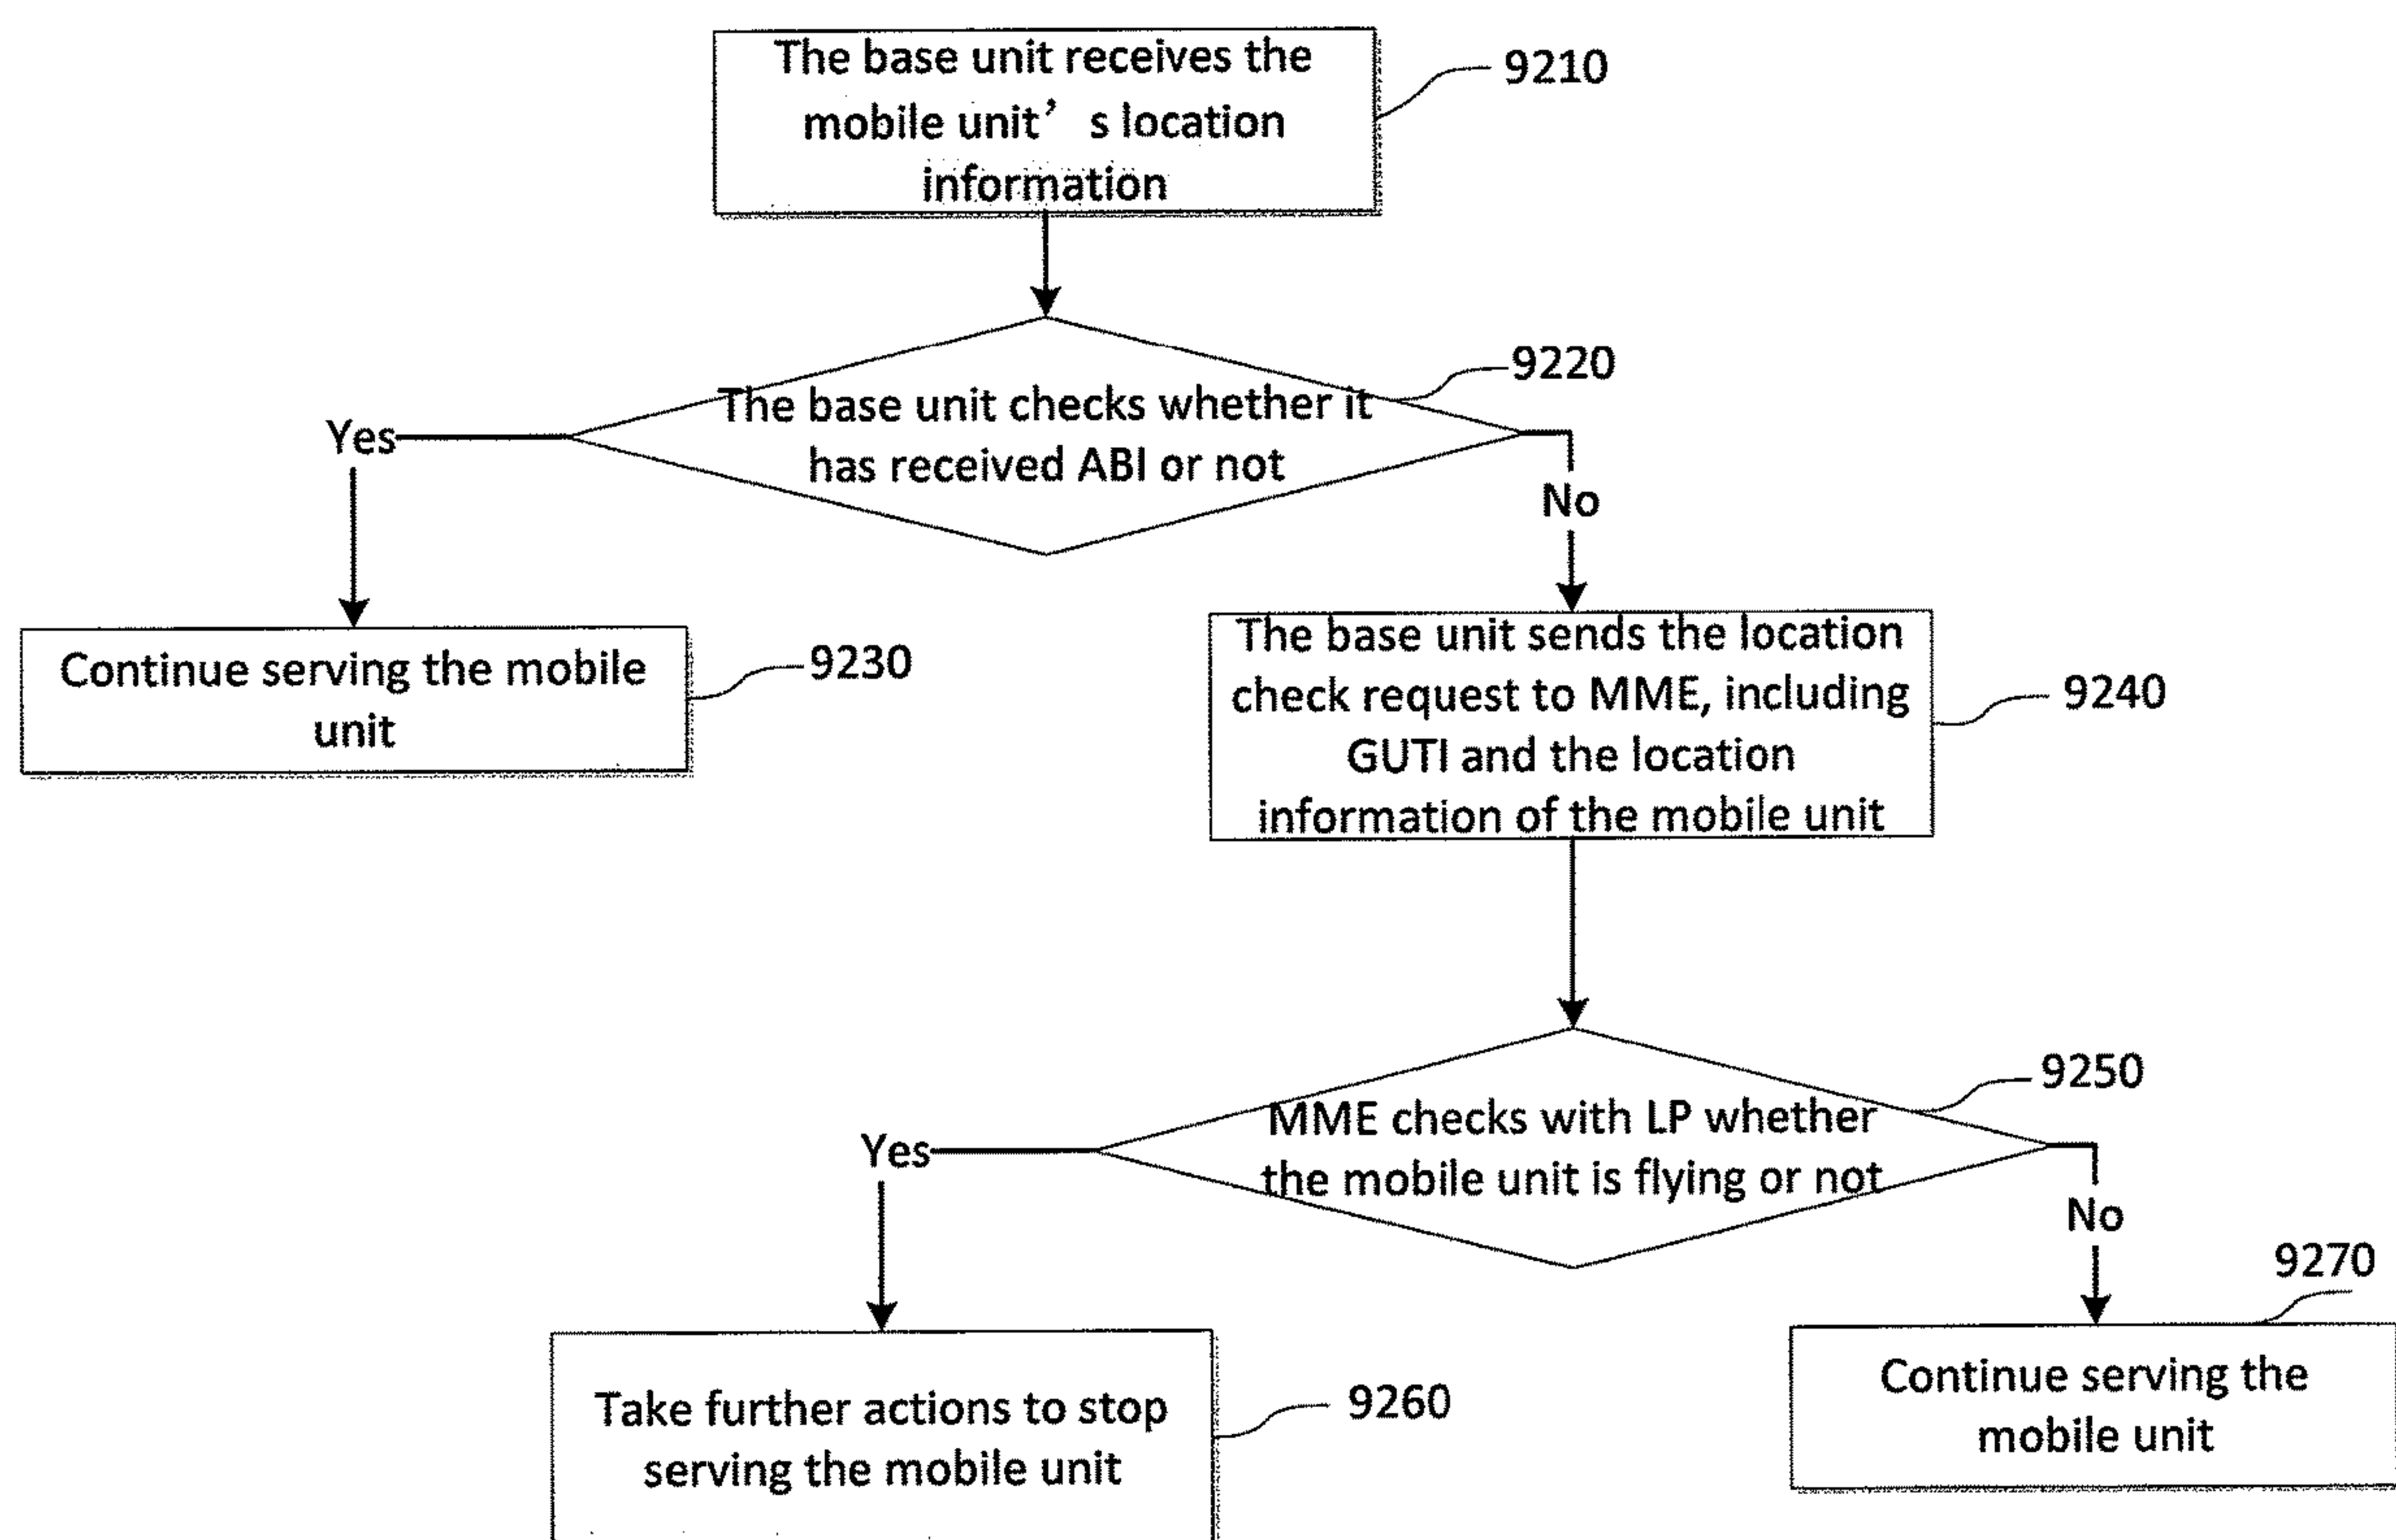 The base unit receives the
mobile unit’ s location
information
9210
The base unit checks whether it
has received ABI or not
9220
Yes
No
Continue serving the mobile
unit
9230
The base unit sends the location
check request to MME, including
GUTI and the location
information of the mobile unit
9240
MME checks with LP whether
the mobile unit is flying or not
9250
Yes
No
Take further actions to stop
serving the mobile unit
9260
9270
Continue serving the
mobile unit